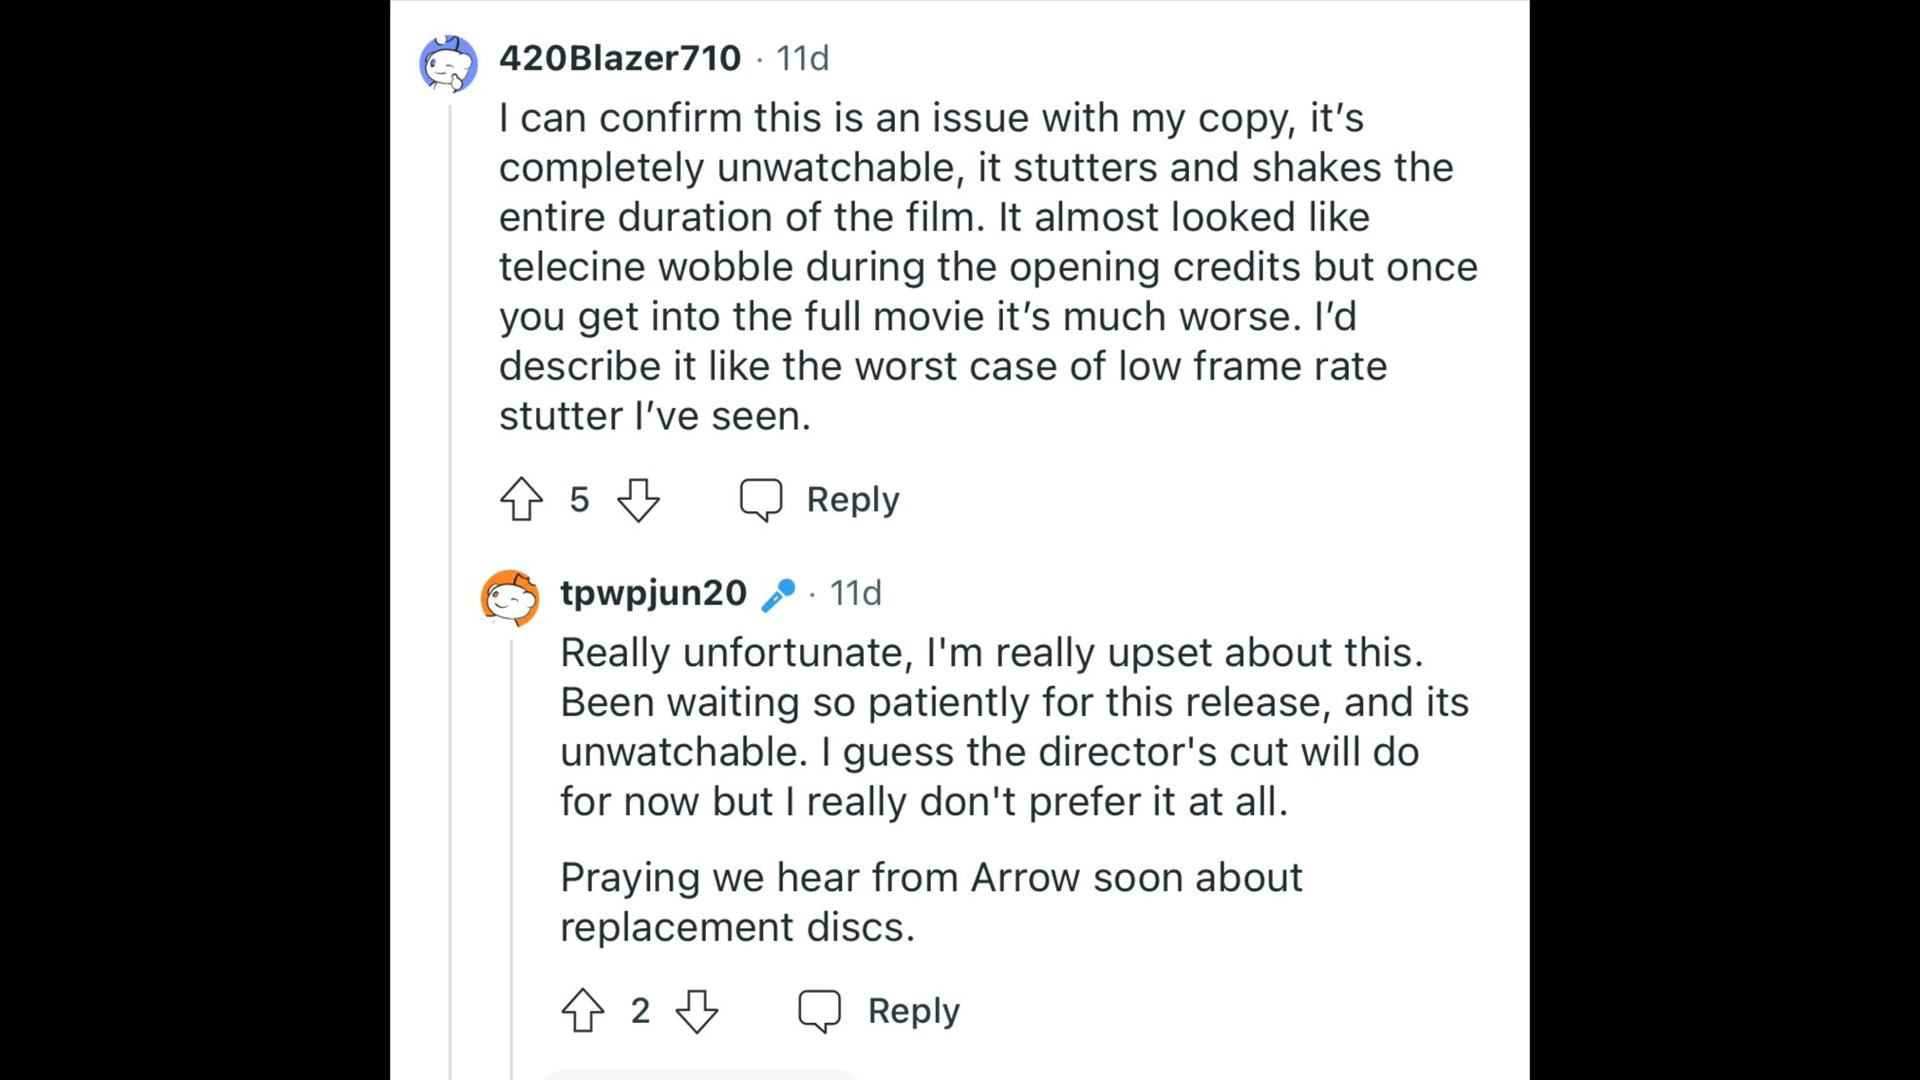 420Blazer710 · 11d
I can confirm this is an issue with my copy, it’s
completely unwatchable, it stutters and shakes the
entire duration of the film. It almost looked like
telecine wobble during the opening credits but once
you get into the full movie it’s much worse. I’d
describe it like the worst case of low frame rate
stutter I’ve seen.
5 Reply
tpwpjun20 · 11d
Really unfortunate, I'm really upset about this.
Been waiting so patiently for this release, and its
unwatchable. I guess the director's cut will do
for now but I really don't prefer it at all.
Praying we hear from Arrow soon about
replacement discs.
2 Reply